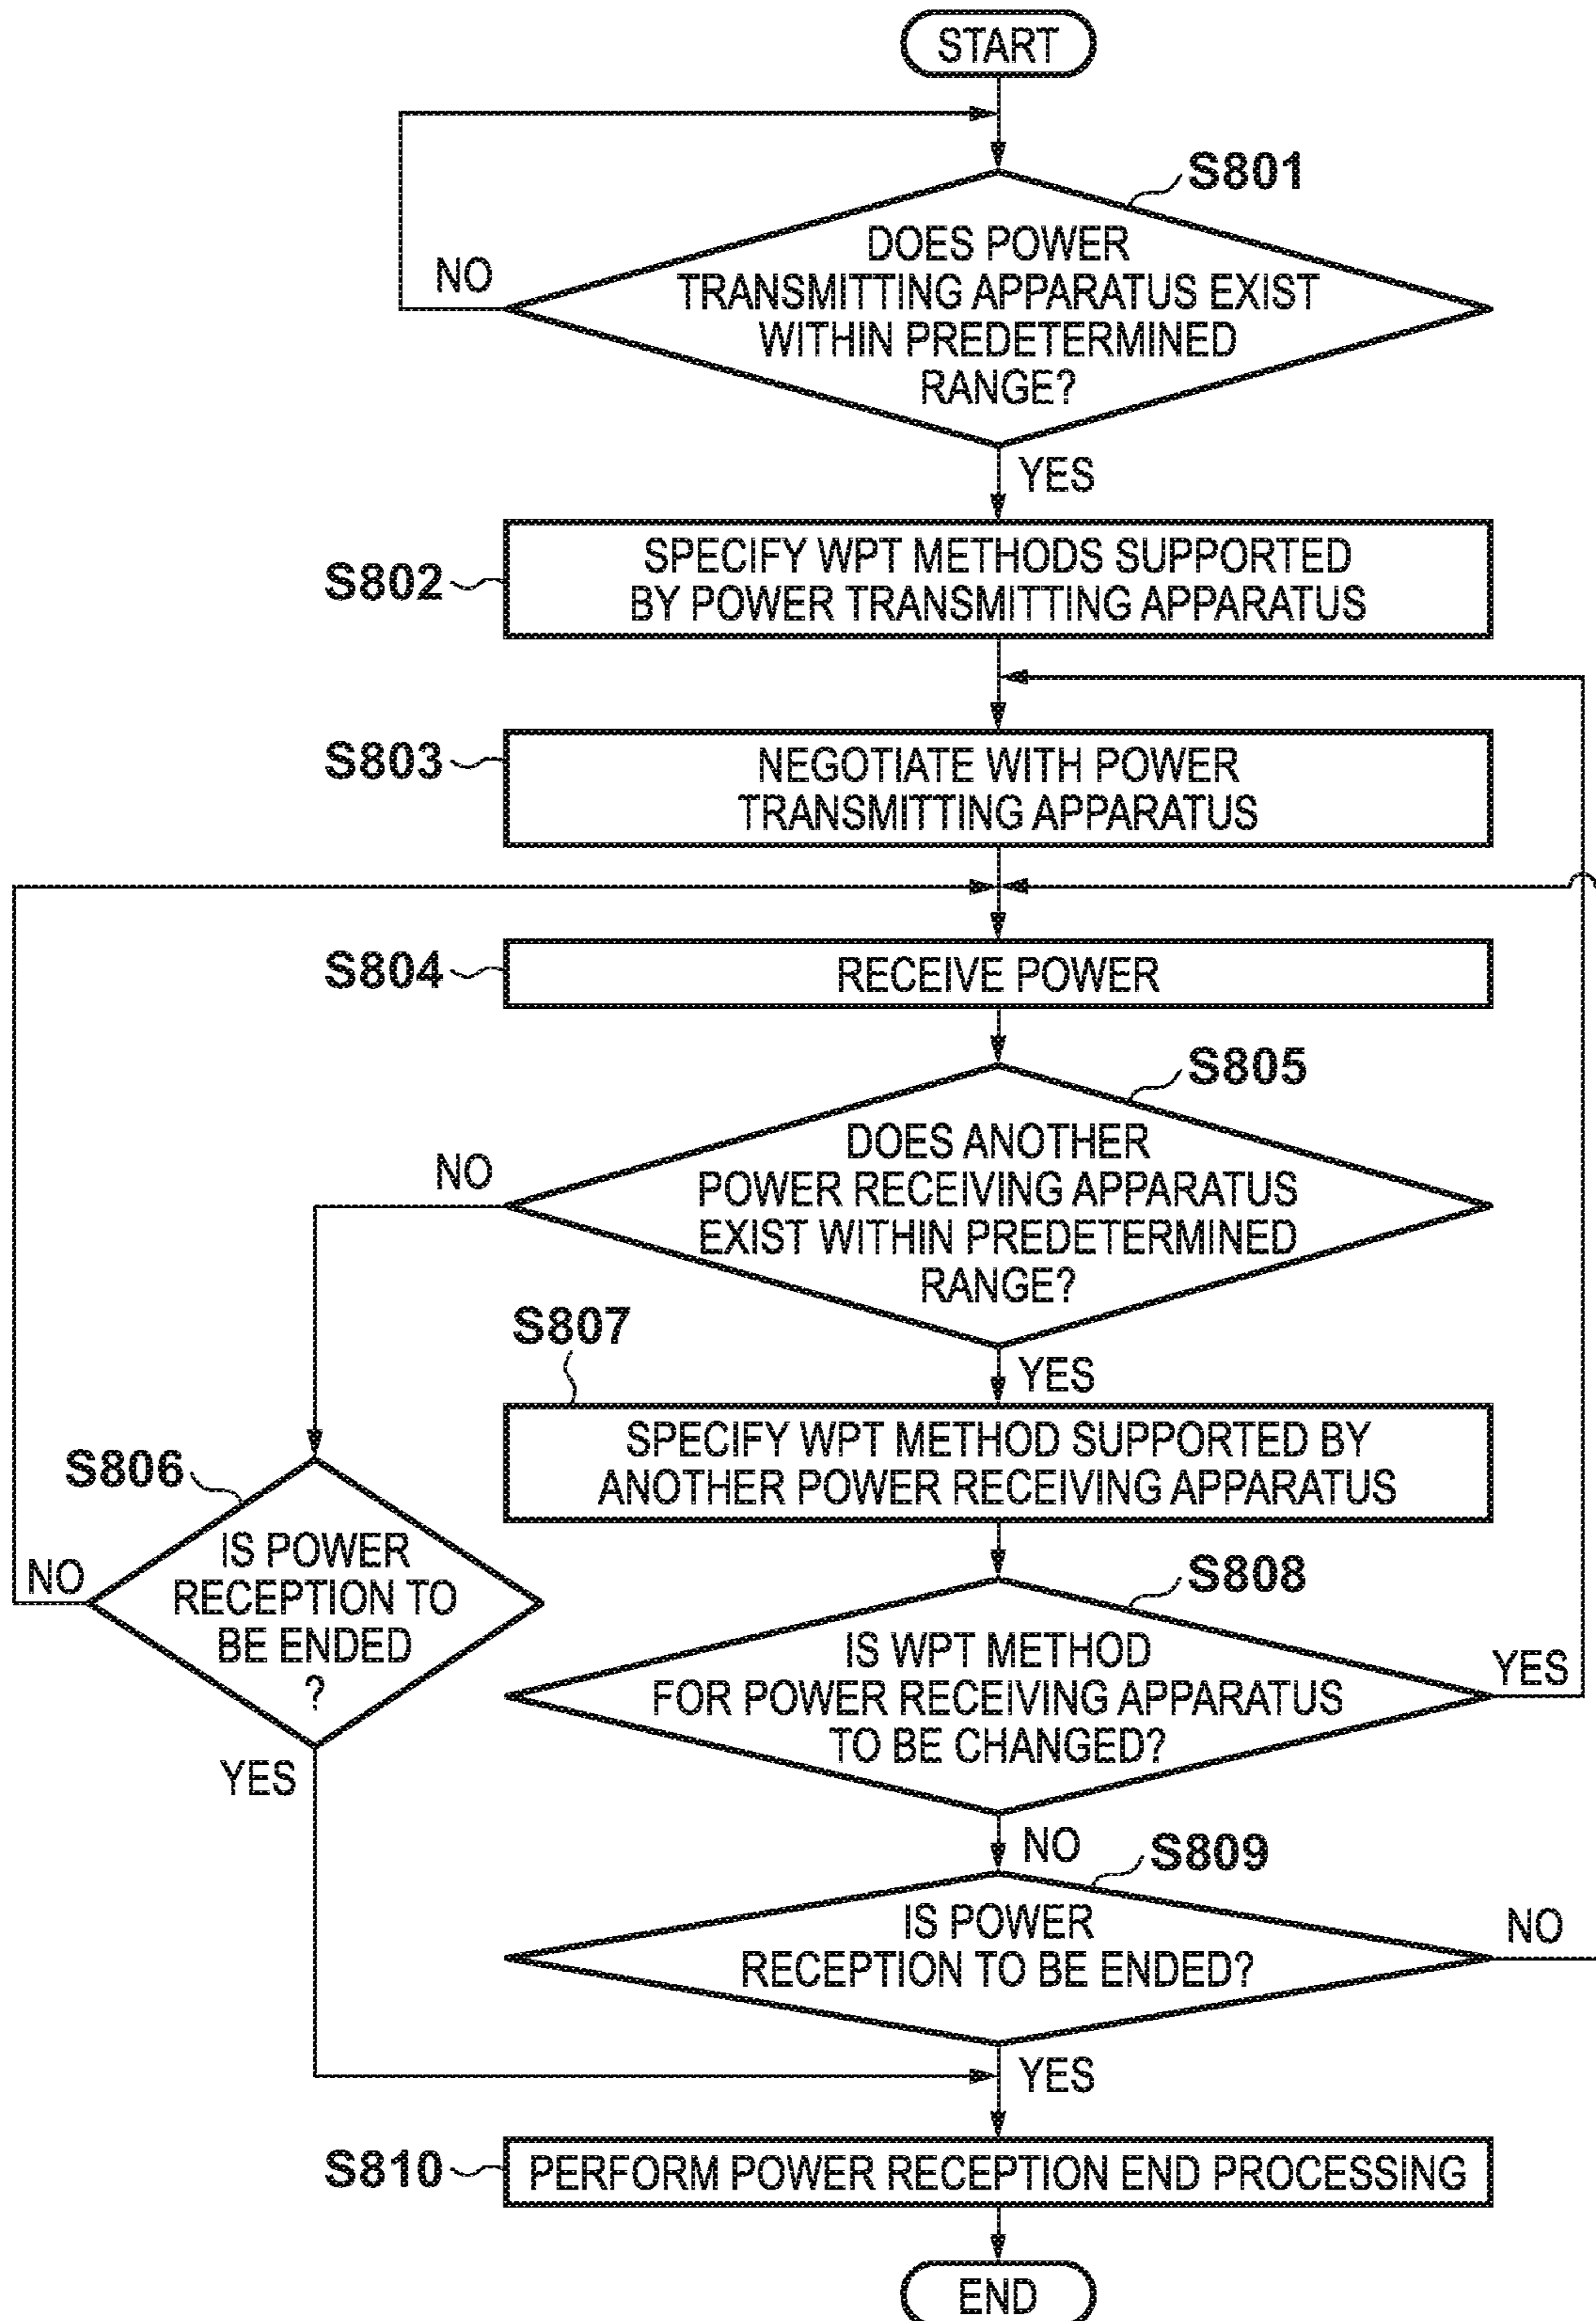 START
S801
DOES POWER
TRANSMITTING APPARATUS EXIST
WITHIN PREDETERMINED
RANGE?
NO
YES
S802
SPECIFY WPT METHODS SUPPORTED
BY POWER TRANSMITTING APPARATUS
S803
NEGOTIATE WITH POWER
TRANSMITTING APPARATUS
S804
RECEIVE POWER
S805
DOES ANOTHER
POWER RECEIVING APPARATUS
EXIST WITHIN PREDETERMINED
RANGE?
NO
YES
S807
SPECIFY WPT METHOD SUPPORTED BY
ANOTHER POWER RECEIVING APPARATUS
S806
IS POWER
RECEPTION TO
BE ENDED
?
NO
YES
S808
IS WPT METHOD
FOR POWER RECEIVING APPARATUS
TO BE CHANGED?
YES
NO
S809
IS POWER
RECEPTION TO BE ENDED?
NO
YES
S810
PERFORM POWER RECEPTION END PROCESSING
END